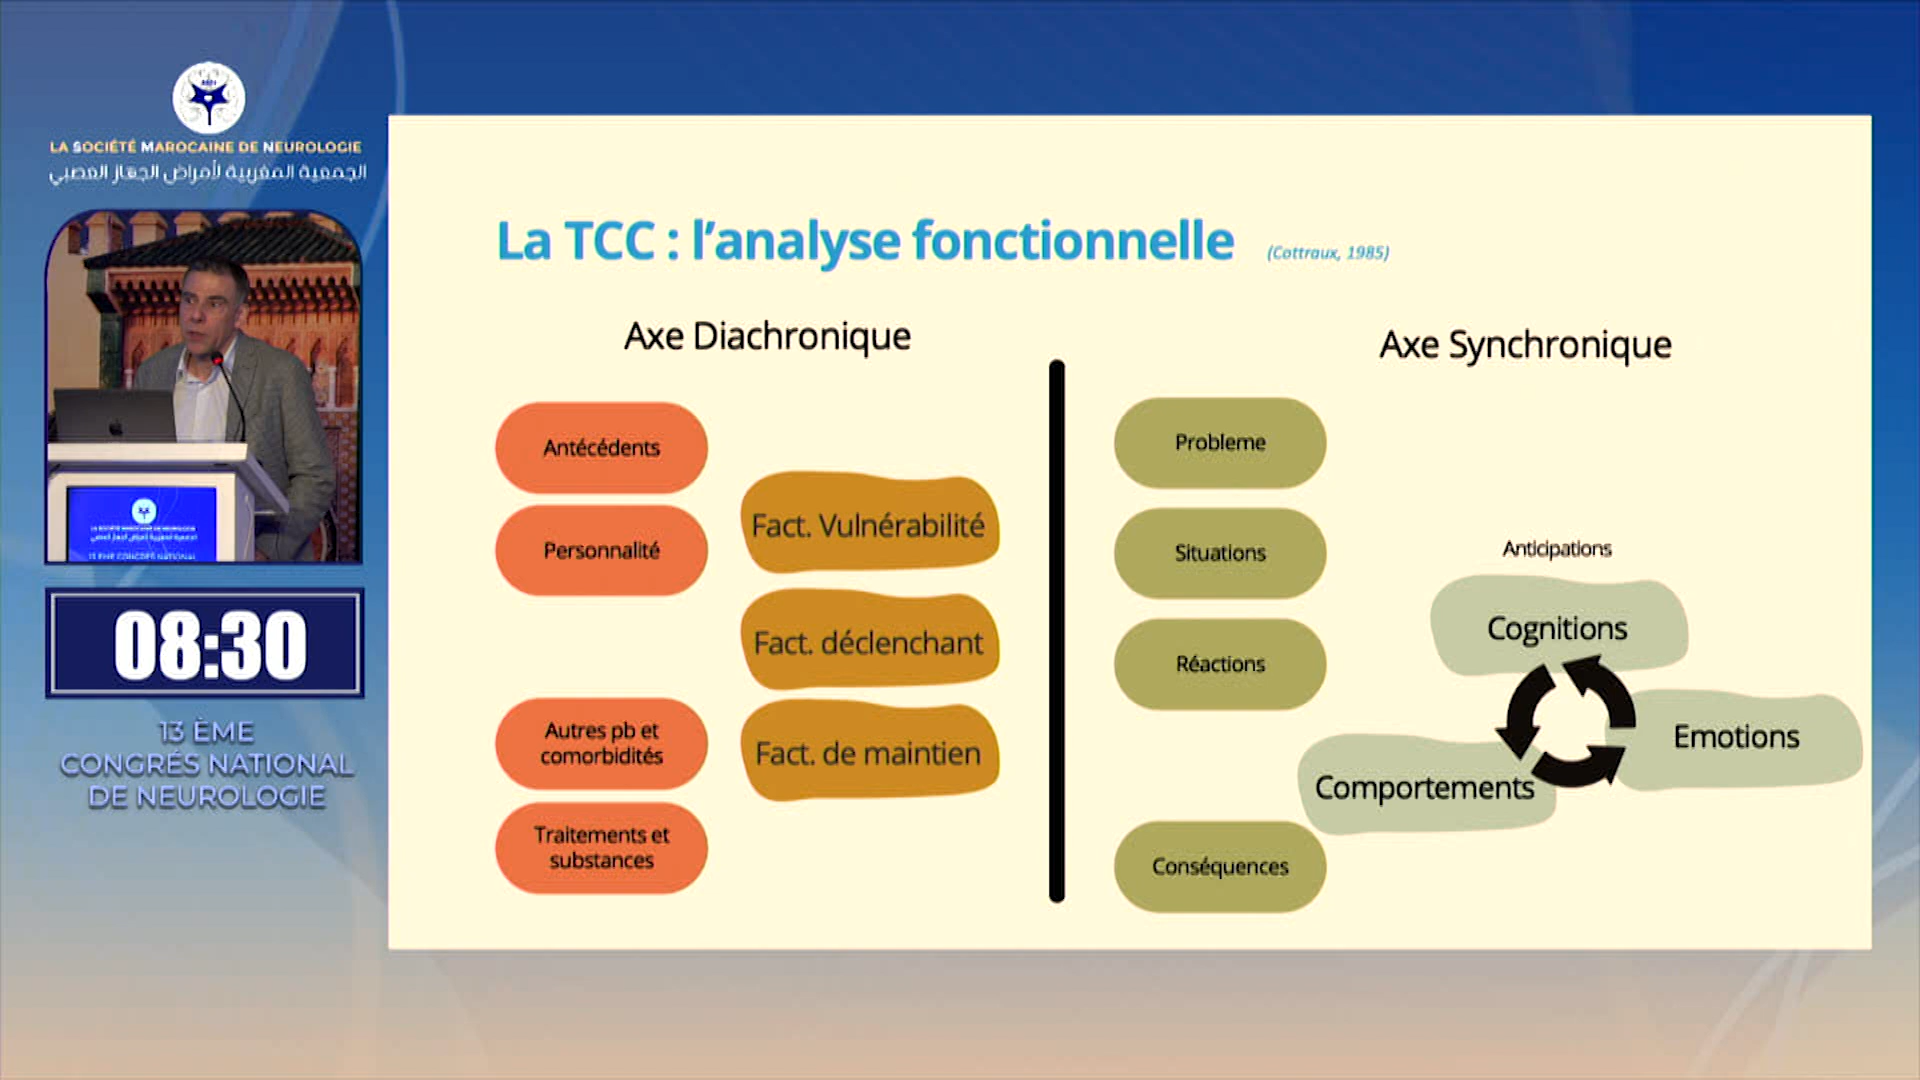 LA SOCIÉTÉ MAROCAINE DE NEUROLOGIE
الجمعية المغربية لأمراض الجهاز العصبي
08:30
13 ÈME
CONGRÉS NATIONAL
DE NEUROLOGIE
La TCC : l’analyse fonctionnelle (Cottraux, 1985)
Axe Diachronique
Antécédents
Personnalité
Autres pb et
comorbidités
Traitements et
substances
Fact. Vulnérabilité
Fact. déclenchant
Fact. de maintien
Axe Synchronique
Probleme
Situations
Réactions
Conséquences
Anticipations
Cognitions
Emotions
Comportements